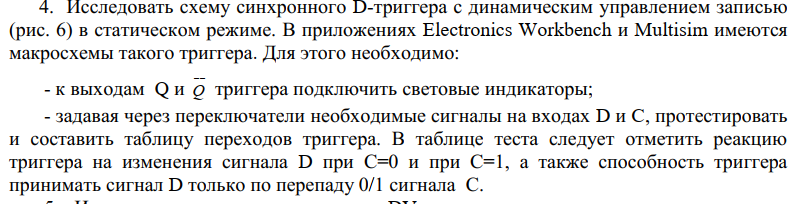 4. Исследовать схему синхронного D-триггера с динамическим управлением записью
(рис. 6) в статическом режиме. В приложениях Electronics Workbench и Multisim имеются
макросхемы такого триггера. Для этого необходимо:
- к выходам Q и Q̅ триггера подключить световые индикаторы;
- задавая через переключатели необходимые сигналы на входах D и C, протестировать
и составить таблицу переходов триггера. В таблице теста следует отметить реакцию
триггера на изменения сигнала D при C=0 и при C=1, а также способность триггера
принимать сигнал D только по перепаду 0/1 сигнала C.